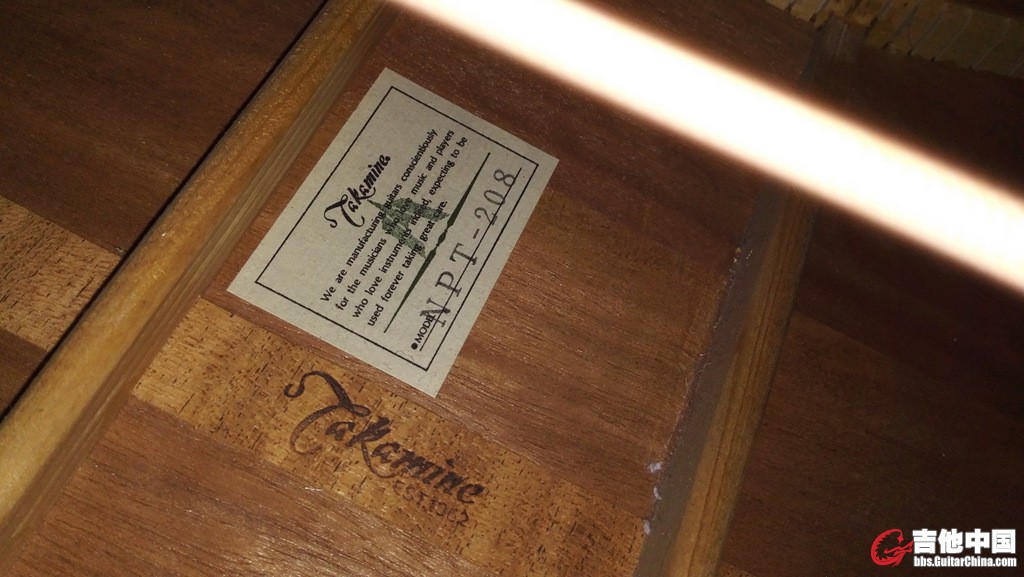 Takamine
We are manufacturing guitars conscientiously
for the musicians who love music and players
who love instruments indeed, expecting to be
used forever taking great care.
●MODEL NPT-208
Takamine
EST.1962
吉他中国
bbs.GuitarChina.com